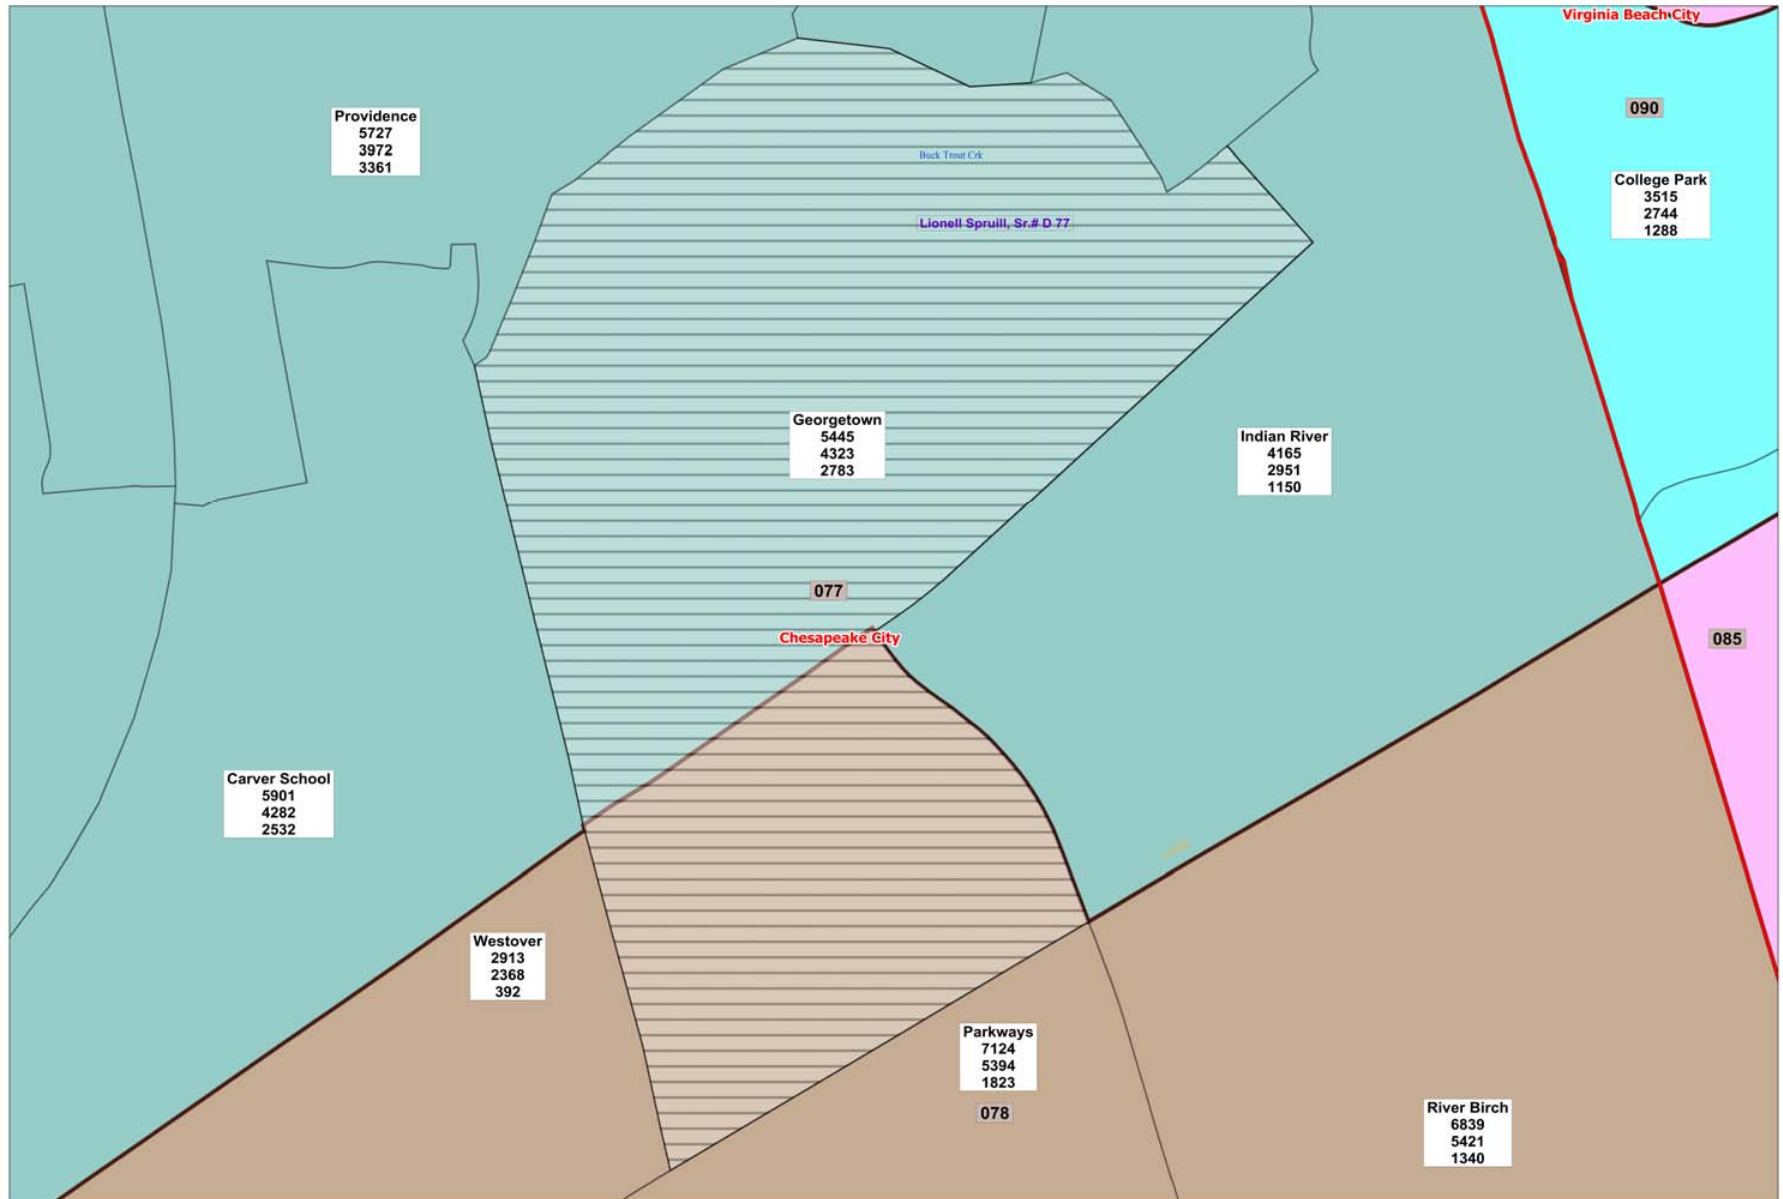 Virginia Beach City
090
Providence
5727
3972
3361
Buck Trout Crk
College Park
3515
2744
1288
Lionell Spruill, Sr.# D 77
Georgetown
5445
4323
2783
Indian River
4165
2951
1150
077
Chesapeake City
085
Carver School
5901
4282
2532
Westover
2913
2368
392
Parkways
7124
5394
1823
078
River Birch
6839
5421
1340